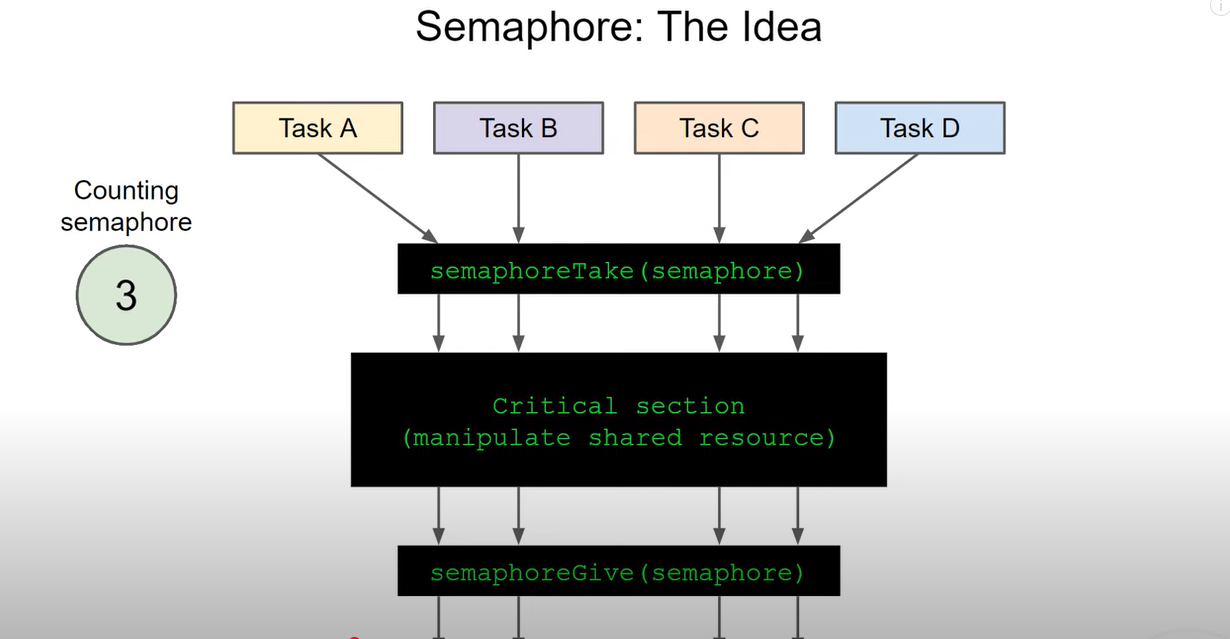 Semaphore: The Idea
Task A
Task B
Task C
Task D
Counting
semaphore
3
semaphoreTake(semaphore)
Critical section
(manipulate shared resource)
semaphoreGive(semaphore)